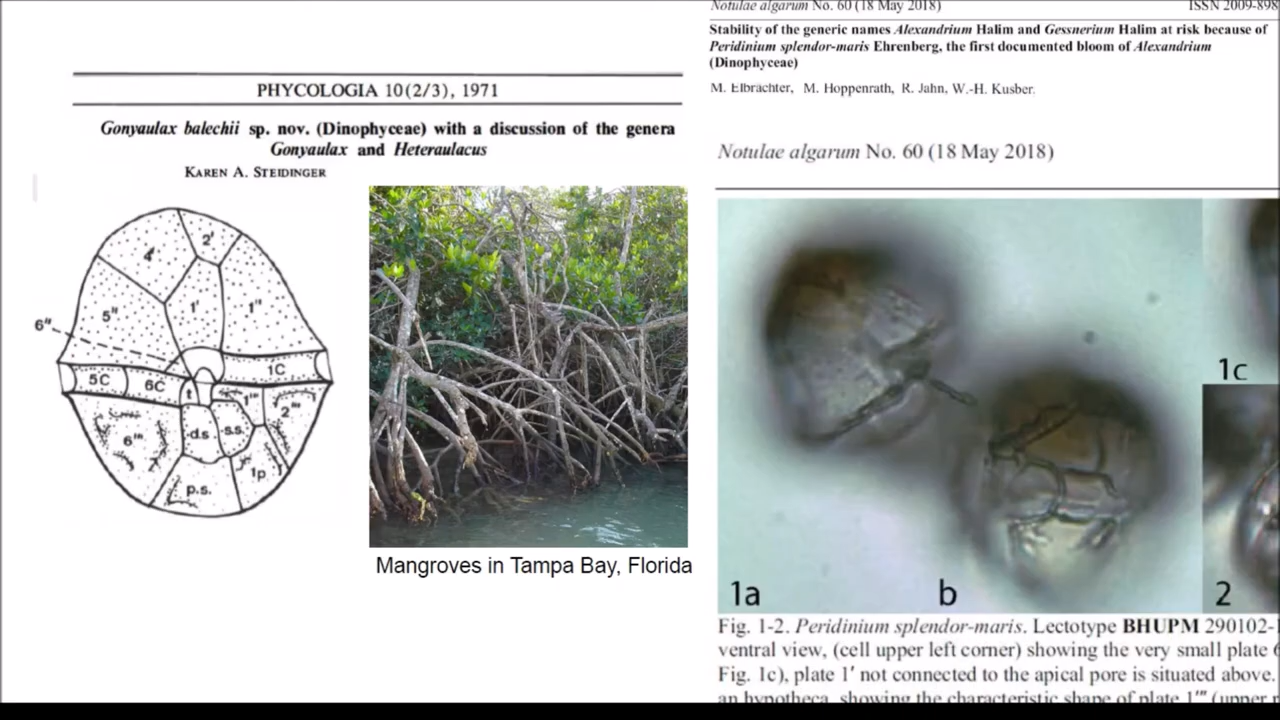 PHYCOLOGIA 10(2/3), 1971
Gonyaulax balechii sp. nov. (Dinophyceae) with a discussion of the genera
Gonyaulax and Heteraulacus
KAREN A. STEIDINGER
2'
4'
1'
1''
5''
6''
1C
5C
6C
t
1'''
2'''
6'''
d.s.
s.s.
1p
p.s.
Mangroves in Tampa Bay, Florida
Notulae algarum No. 60 (18 May 2018)
ISSN 2009-898
Stability of the generic names Alexandrium Halim and Gessnerium Halim at risk because of
Peridinium splendor-maris Ehrenberg, the first documented bloom of Alexandrium
(Dinophyceae)
M. Elbrächter, M. Hoppenrath, R. Jahn, W.-H. Kusber.
Notulae algarum No. 60 (18 May 2018)
1a
b
1c
2
Fig. 1-2. Peridinium splendor-maris. Lectotype BHUPM 290102-
ventral view, (cell upper left corner) showing the very small plate 6
Fig. 1c), plate 1′ not connected to the apical pore is situated above.
an hypotheca, showing the characteristic shape of plate 1''' (upper